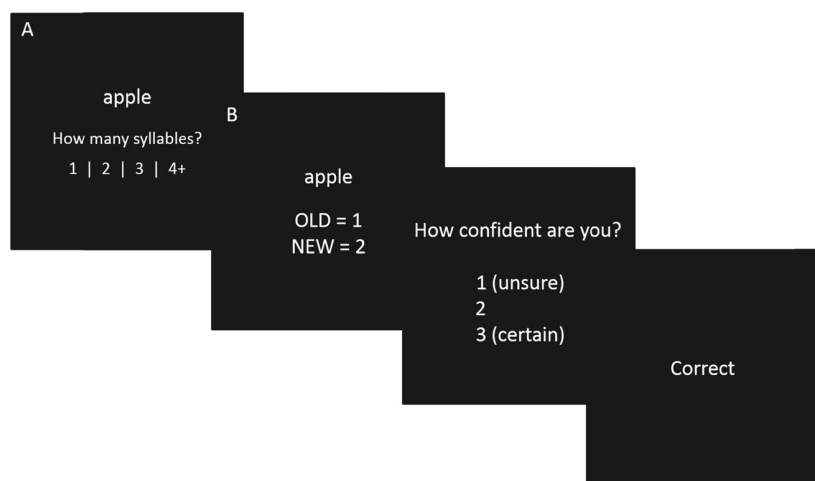 A
apple
How many syllables?
1 | 2 | 3 | 4+
B
apple
OLD = 1
NEW = 2
How confident are you?
1 (unsure)
2
3 (certain)
Correct